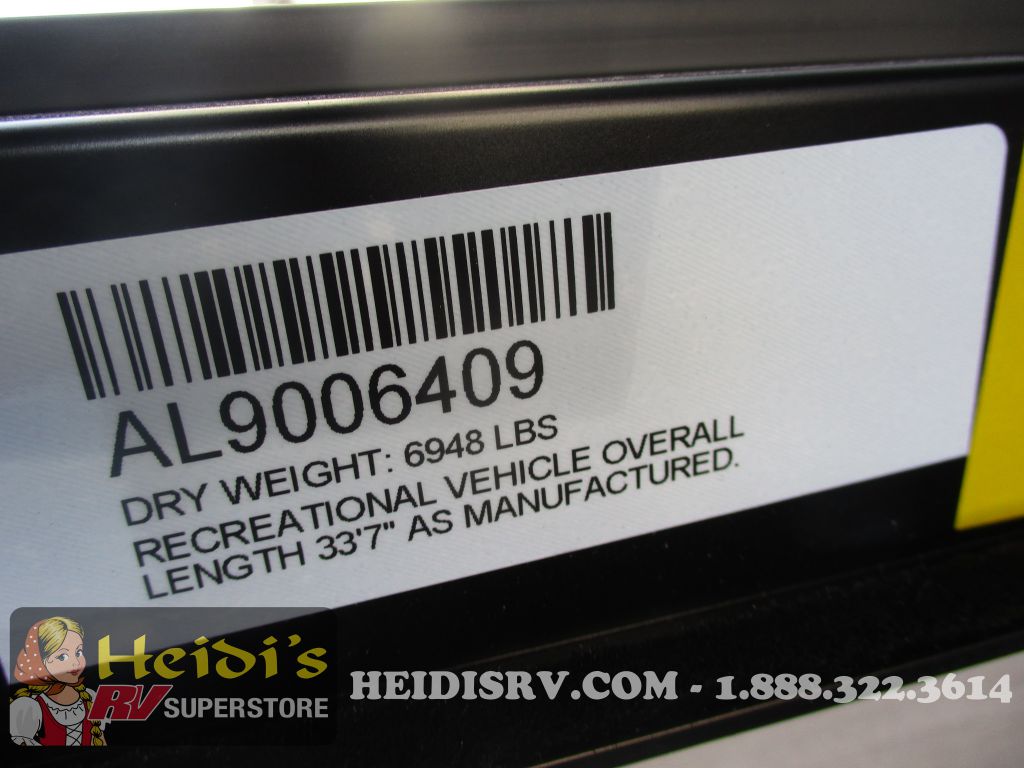 AL9006409
DRY WEIGHT: 6948 LBS
RECREATIONAL VEHICLE OVERALL
LENGTH 33'7" AS MANUFACTURED.
Heidi's
RV SUPERSTORE
HEIDISRV.COM - 1.888.322.3614